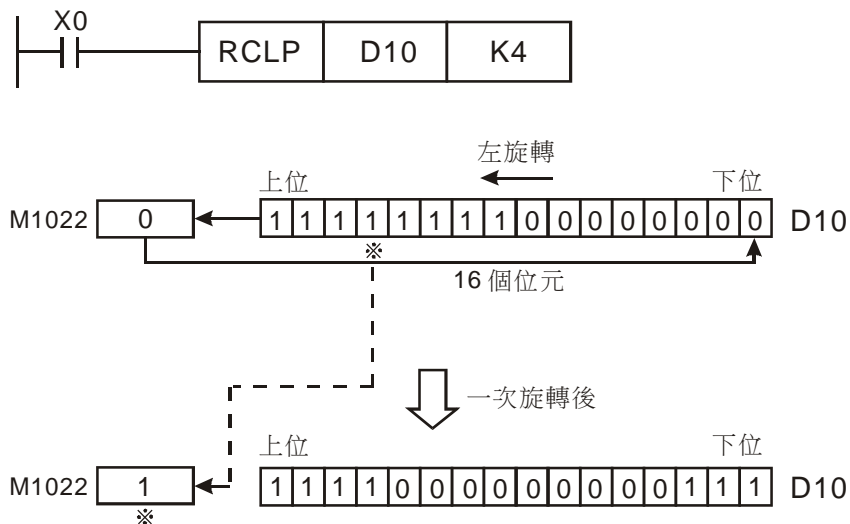 X0
RCLP D10 K4
左旋轉
上位 下位
M1022 0 1 1 1 1 1 1 1 1 0 0 0 0 0 0 0 0 D10
※
16 個位元
一次旋轉後
上位 下位
M1022 1 1 1 1 1 0 0 0 0 0 0 0 0 0 1 1 1 D10
※